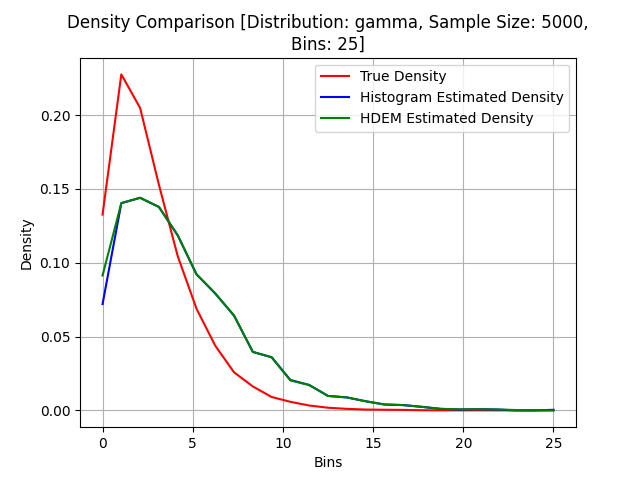 Density Comparison [Distribution: gamma, Sample Size: 5000,
Bins: 25]
True Density
Histogram Estimated Density
HDEM Estimated Density
Density
0.20
0.15
0.10
0.05
0.00
0 5 10 15 20 25
Bins